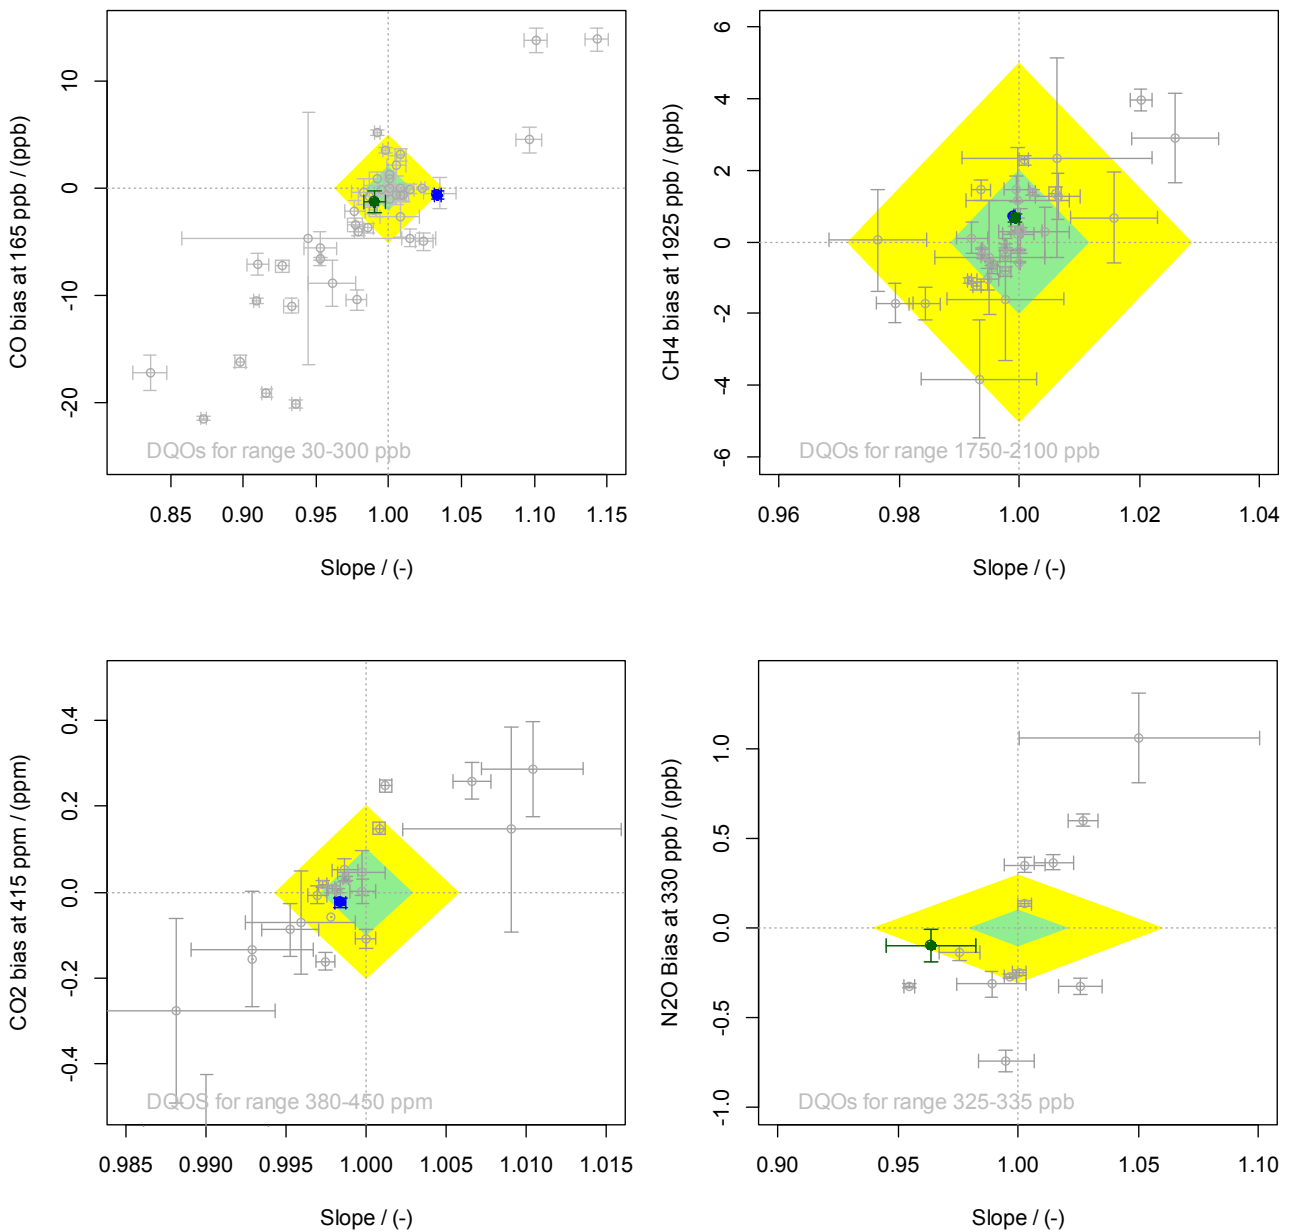 CO bias at 165 ppb / (ppb)
10
0
-10
-20
DQOs for range 30-300 ppb
0.85 0.90 0.95 1.00 1.05 1.10 1.15
Slope / (-)
CH4 bias at 1925 ppb / (ppb)
6
4
2
0
-2
-4
-6
DQOs for range 1750-2100 ppb
0.96 0.98 1.00 1.02 1.04
Slope / (-)
CO2 bias at 415 ppm / (ppm)
0.4
0.2
0.0
-0.2
-0.4
DQOS for range 380-450 ppm
0.985 0.990 0.995 1.000 1.005 1.010 1.015
Slope / (-)
N2O Bias at 330 ppb / (ppb)
1.0
0.5
0.0
-0.5
-1.0
DQOs for range 325-335 ppb
0.90 0.95 1.00 1.05 1.10
Slope / (-)